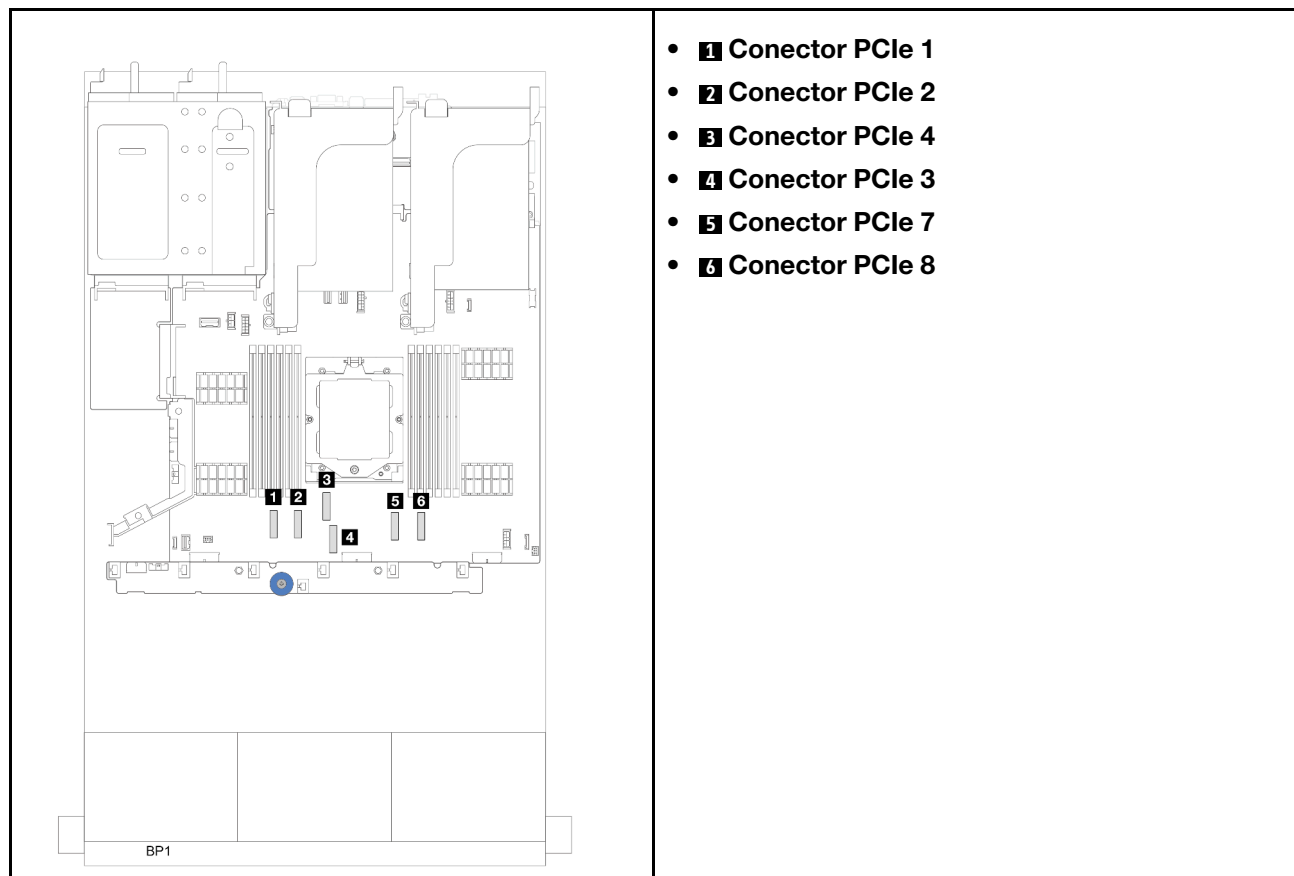 1
2
3
4
5
6
BP1
• 1 Conector PCIe 1
• 2 Conector PCIe 2
• 3 Conector PCIe 4
• 4 Conector PCIe 3
• 5 Conector PCIe 7
• 6 Conector PCIe 8